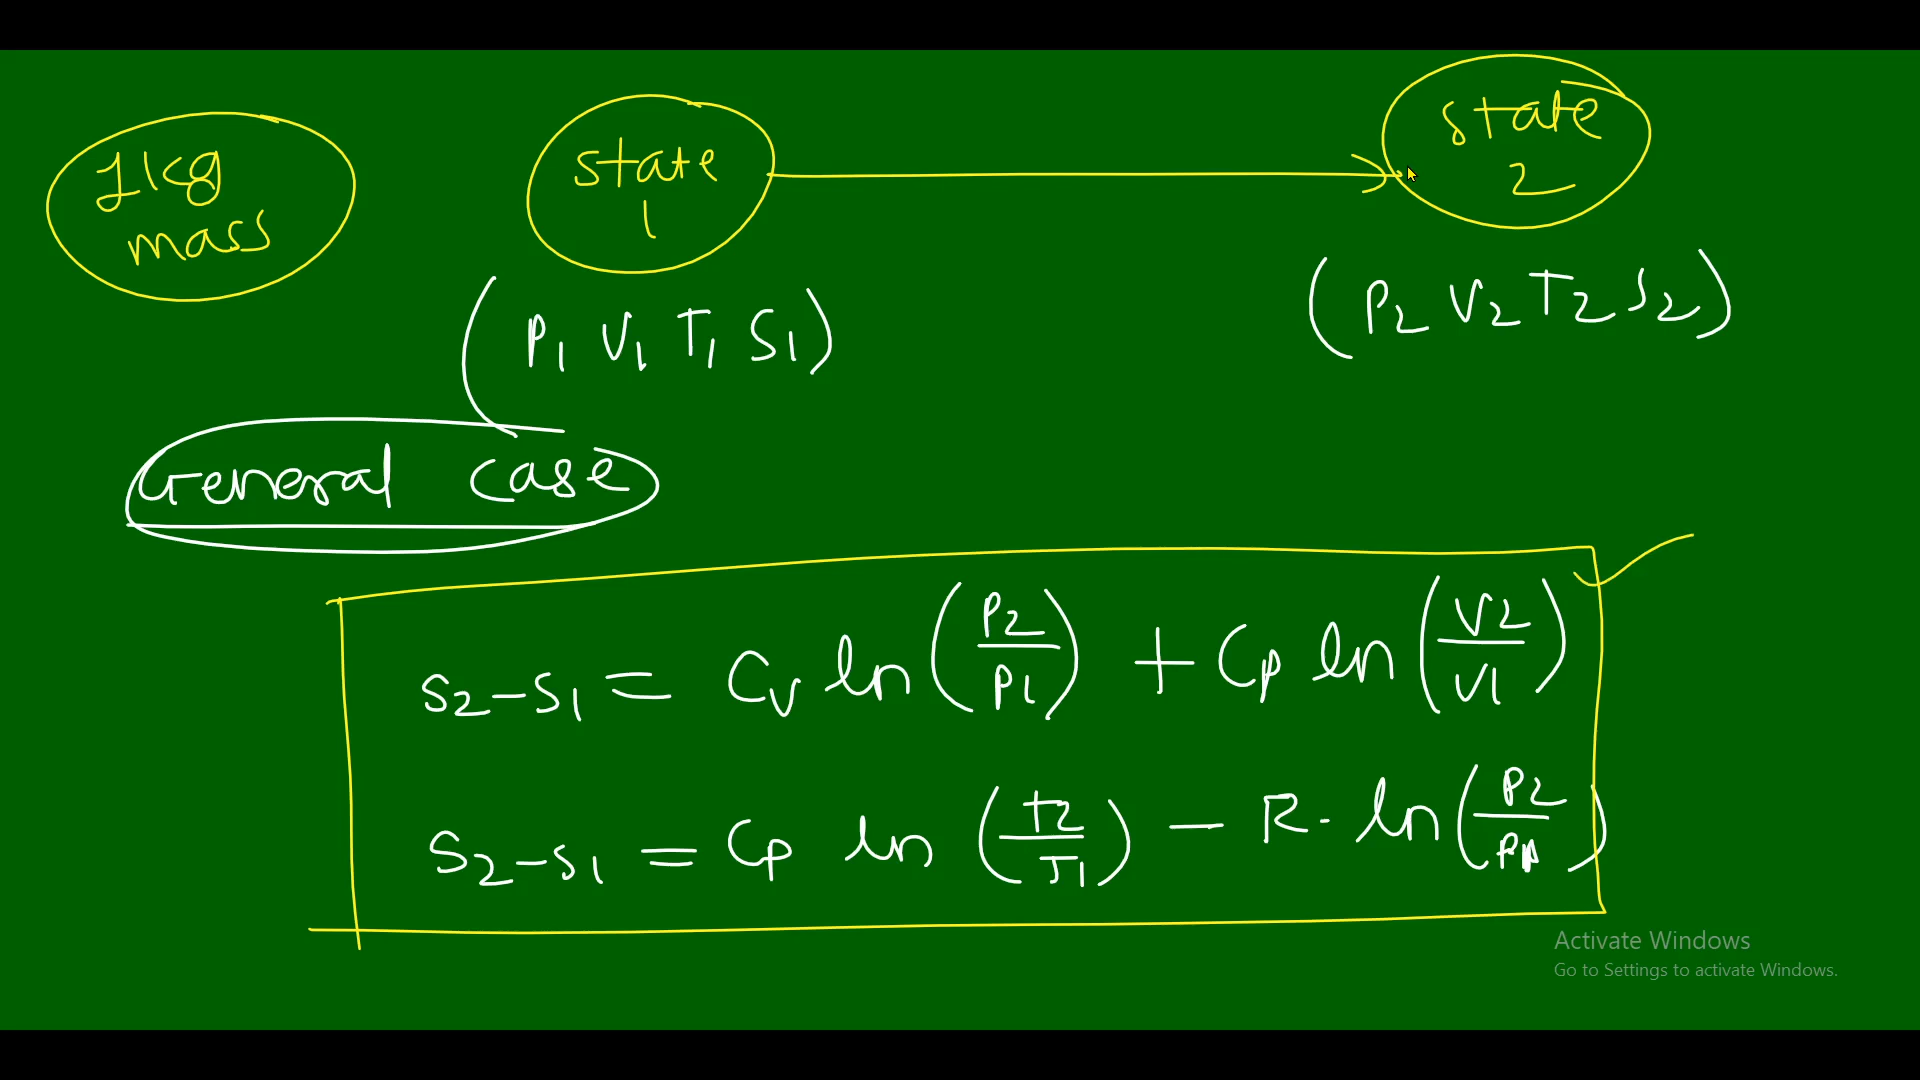 1kg
mass
state
1
state
2
(P1 V1 T1 S1)
(P2 V2 T2 S2)
General case
S2-S1 = Cv ln(P2/P1) + Cp ln(V2/V1)
S2-S1 = Cp ln(T2/T1) - R. ln(P2/P1)
Activate Windows
Go to Settings to activate Windows.